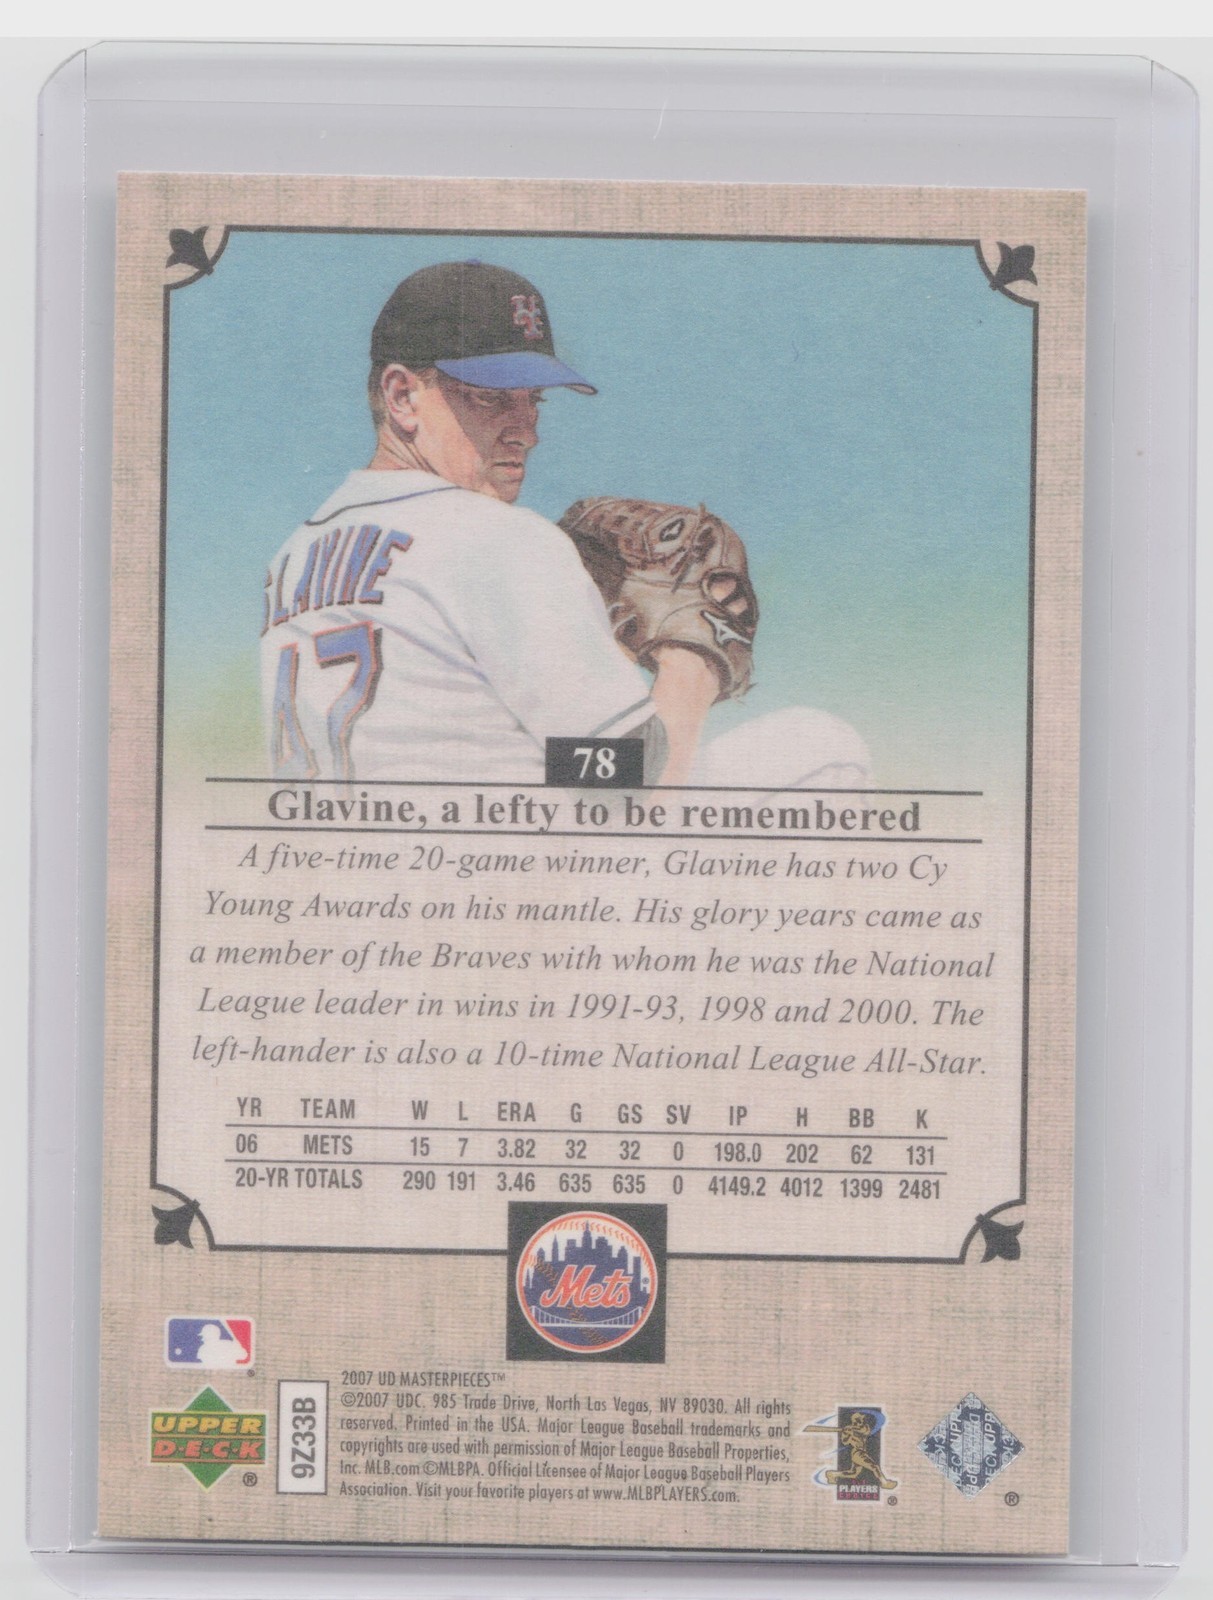 GLAVINE
47
78
Glavine, a lefty to be remembered
A five-time 20-game winner, Glavine has two Cy
Young Awards on his mantle. His glory years came as
a member of the Braves with whom he was the National
League leader in wins in 1991-93, 1998 and 2000. The
left-hander is also a 10-time National League All-Star.
YR TEAM W L ERA G GS SV IP H BB K
06 METS 15 7 3.82 32 32 0 198.0 202 62 131
20-YR TOTALS 290 191 3.46 635 635 0 4149.2 4012 1399 2481
Mets
UPPER
DECK
®
9Z33B
2007 UD MASTERPIECES™
©2007 UDC. 985 Trade Drive, North Las Vegas, NV 89030. All rights
reserved. Printed in the USA. Major League Baseball trademarks and
copyrights are used with permission of Major League Baseball Properties,
Inc. MLB.com ©MLBPA. Official Licensee of Major League Baseball Players
Association. Visit your favorite players at www.MLBPLAYERS.com.
PLAYERS
CHOICE
®
®